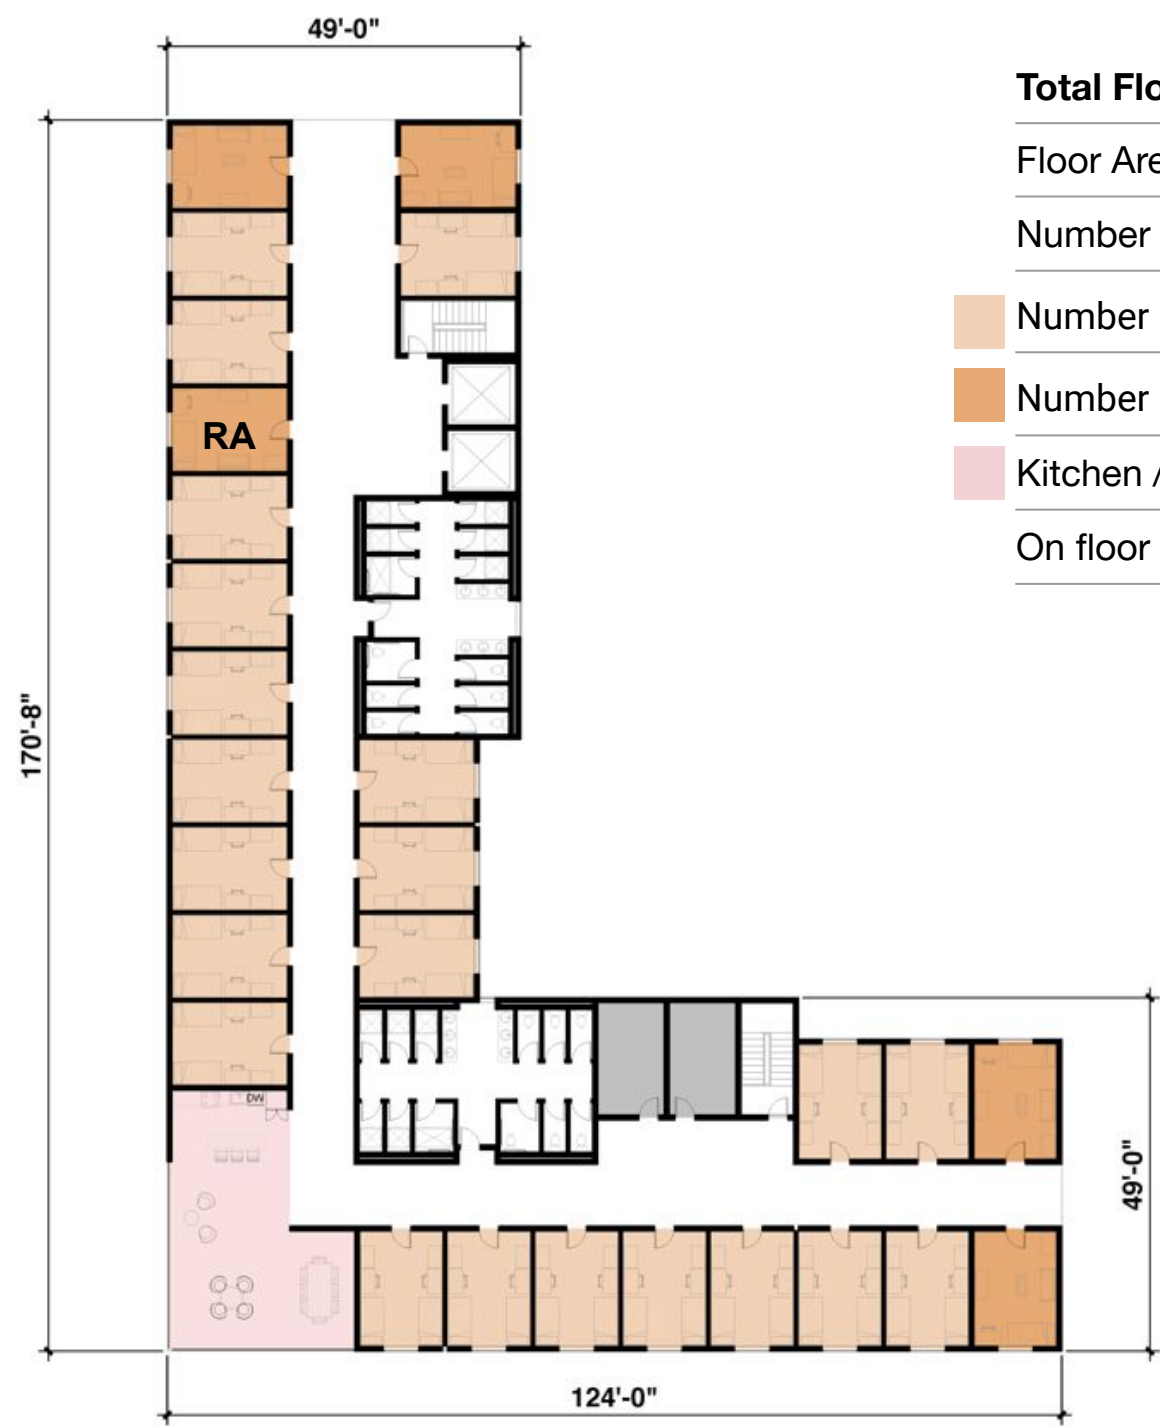 49'-0"
Total Flo
Floor Are
Number
Number
Number
Kitchen /
On floor
RA
170'-8"
DW
49'-0"
124'-0"